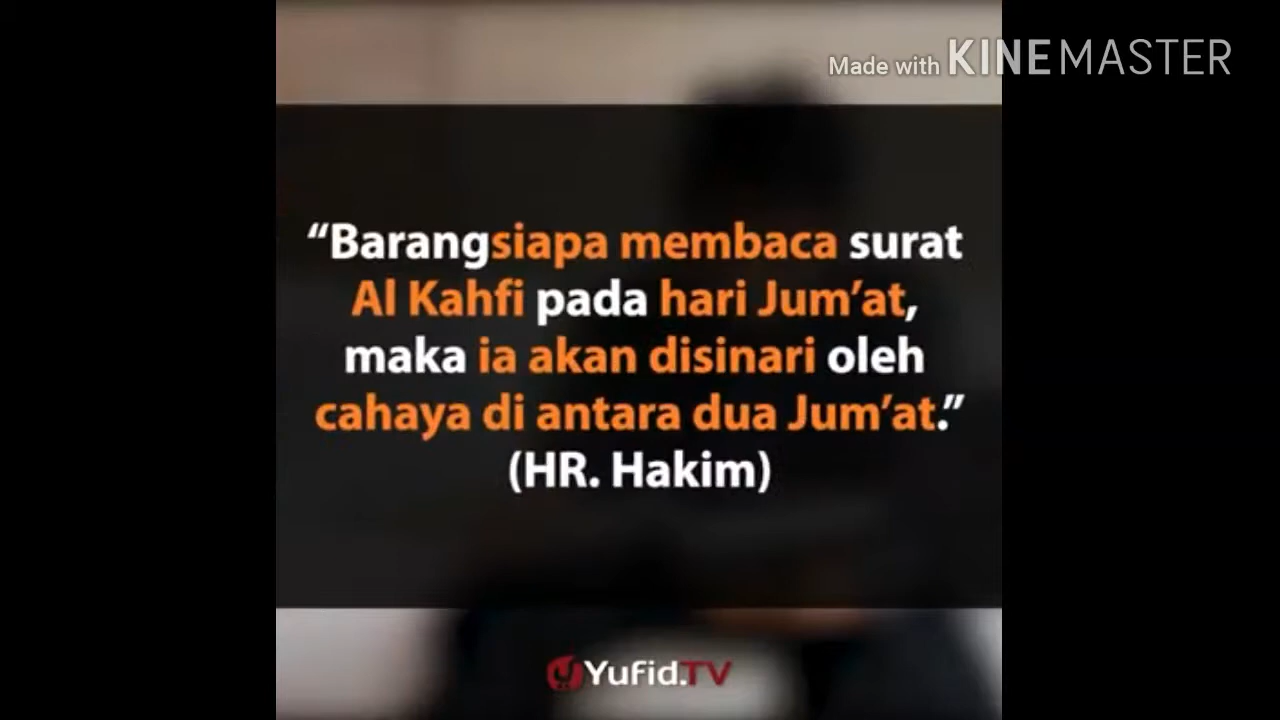 Made with KINEMASTER
“Barangsiapa membaca surat
Al Kahfi pada hari Jum’at,
maka ia akan disinari oleh
cahaya di antara dua Jum’at.”
(HR. Hakim)
Yufid.TV